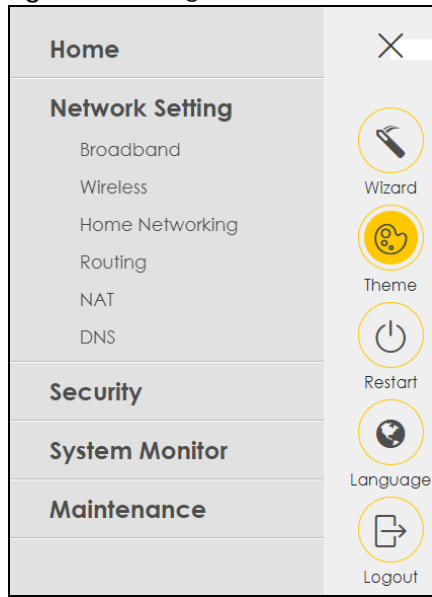 Home
Network Setting
Broadband
Wireless
Home Networking
Routing
NAT
DNS
Security
System Monitor
Maintenance
Wizard
Theme
Restart
Language
Logout